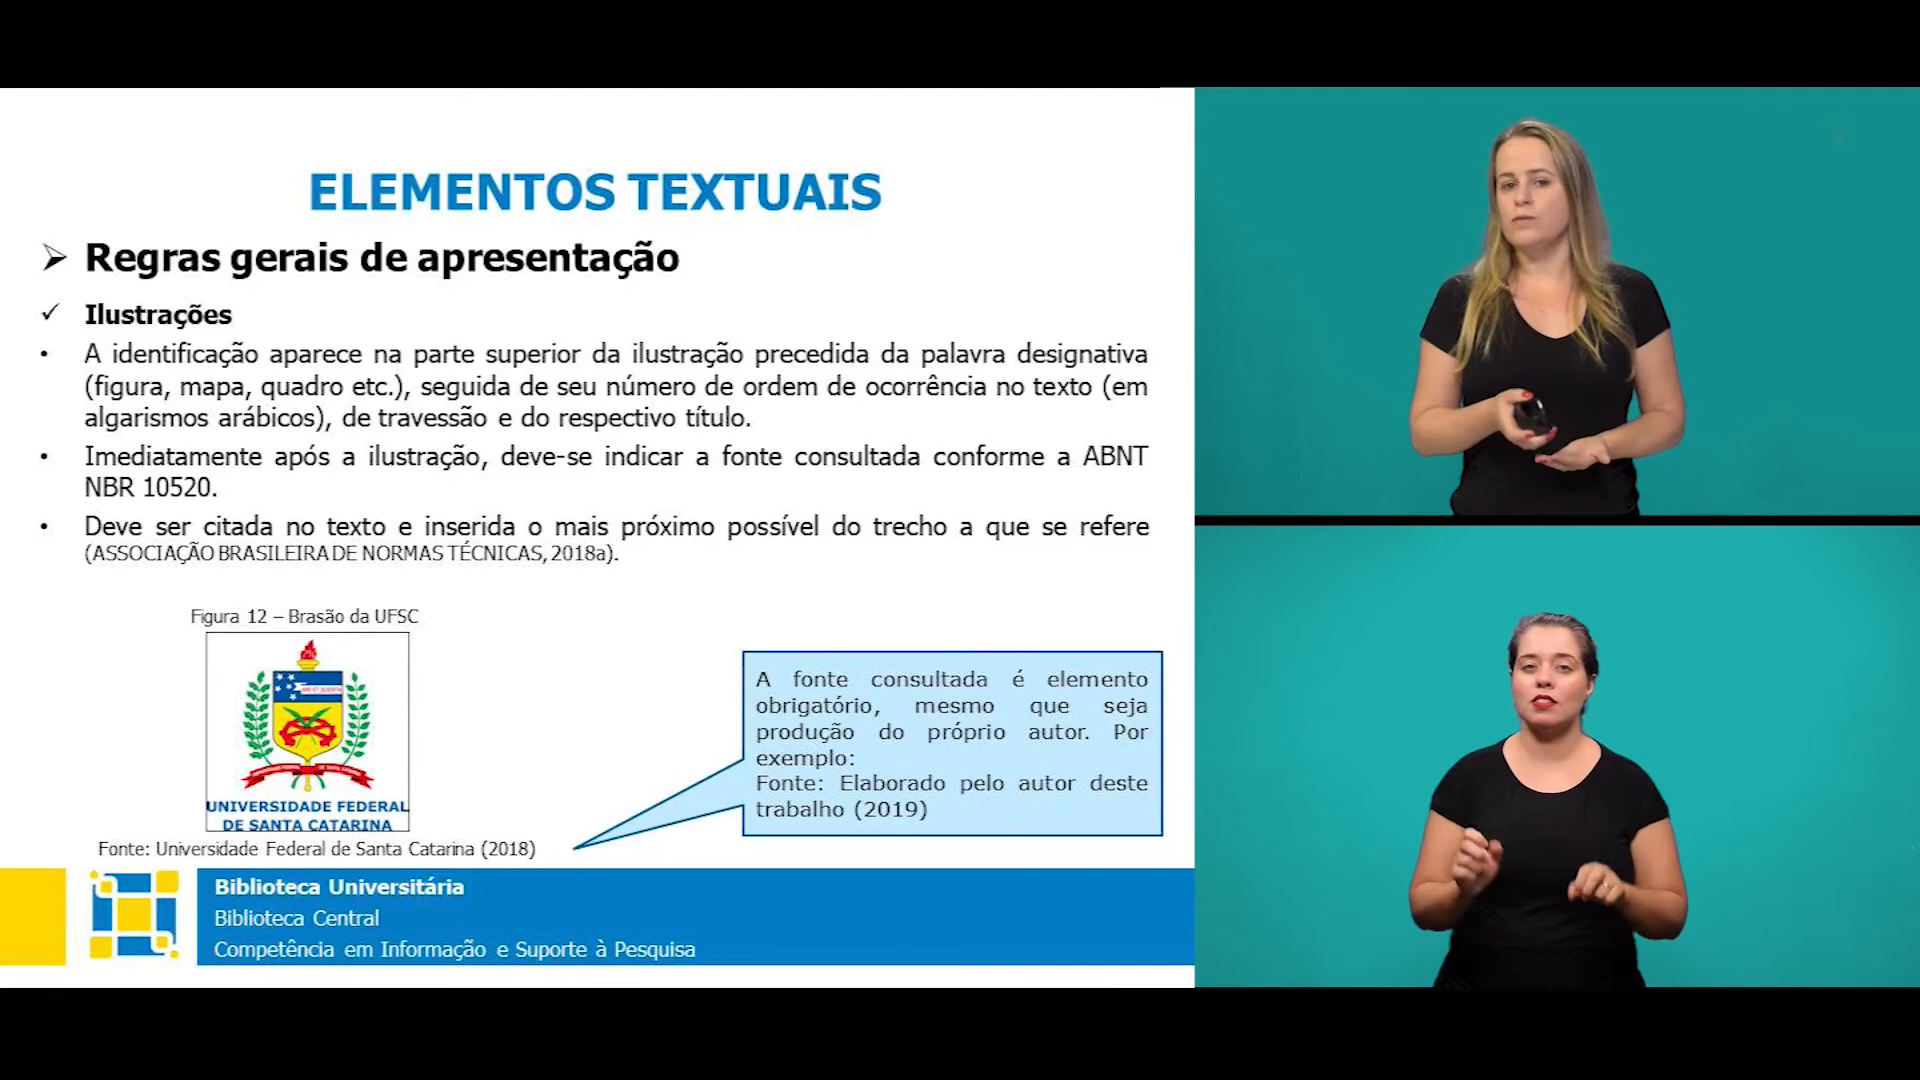 ELEMENTOS TEXTUAIS
➢ Regras gerais de apresentação
✓ Ilustrações
• A identificação aparece na parte superior da ilustração precedida da palavra designativa
(figura, mapa, quadro etc.), seguida de seu número de ordem de ocorrência no texto (em
algarismos arábicos), de travessão e do respectivo título.
• Imediatamente após a ilustração, deve-se indicar a fonte consultada conforme a ABNT
NBR 10520.
• Deve ser citada no texto e inserida o mais próximo possível do trecho a que se refere
(ASSOCIAÇÃO BRASILEIRA DE NORMAS TÉCNICAS, 2018a).
Figura 12 – Brasão da UFSC
UNIVERSIDADE FEDERAL
DE SANTA CATARINA
Fonte: Universidade Federal de Santa Catarina (2018)
A fonte consultada é elemento
obrigatório, mesmo que seja
produção do próprio autor. Por
exemplo:
Fonte: Elaborado pelo autor deste
trabalho (2019)
Biblioteca Universitária
Biblioteca Central
Competência em Informação e Suporte à Pesquisa